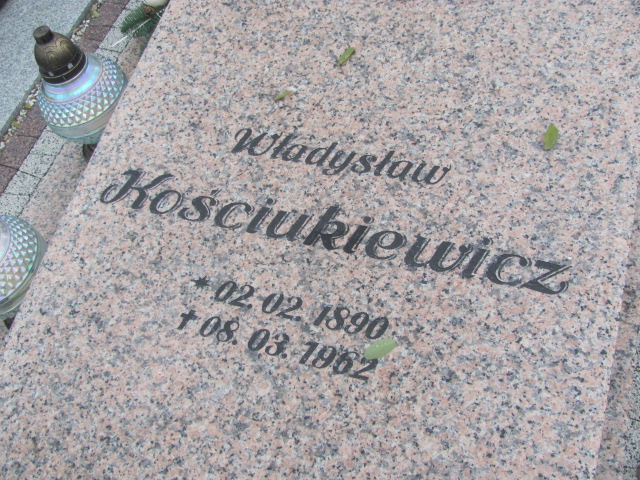 Władysław
Kościukiewicz
* 02. 02. 1890
† 08. 03. 1962